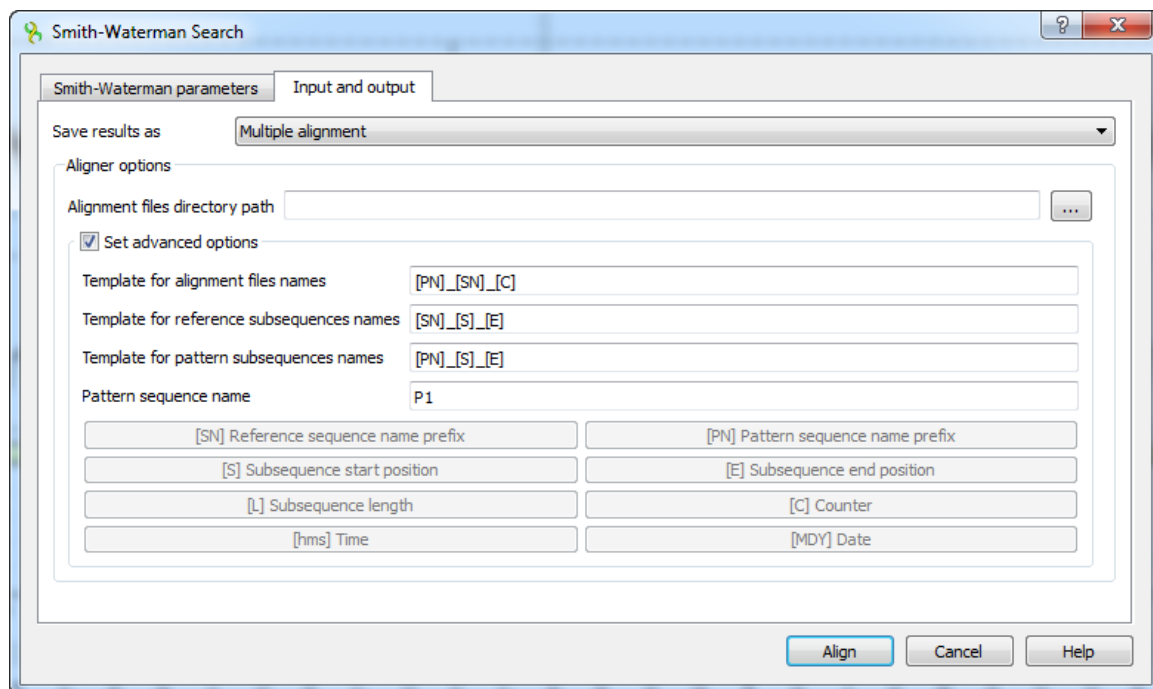 Smith-Waterman Search
?
X
Smith-Waterman parameters Input and output
Save results as Multiple alignment
Aligner options
Alignment files directory path ...
Set advanced options
Template for alignment files names [PN]_[SN]_[C]
Template for reference subsequences names [SN]_[S]_[E]
Template for pattern subsequences names [PN]_[S]_[E]
Pattern sequence name P1
[SN] Reference sequence name prefix [PN] Pattern sequence name prefix
[S] Subsequence start position [E] Subsequence end position
[L] Subsequence length [C] Counter
[hms] Time [MDY] Date
Align Cancel Help